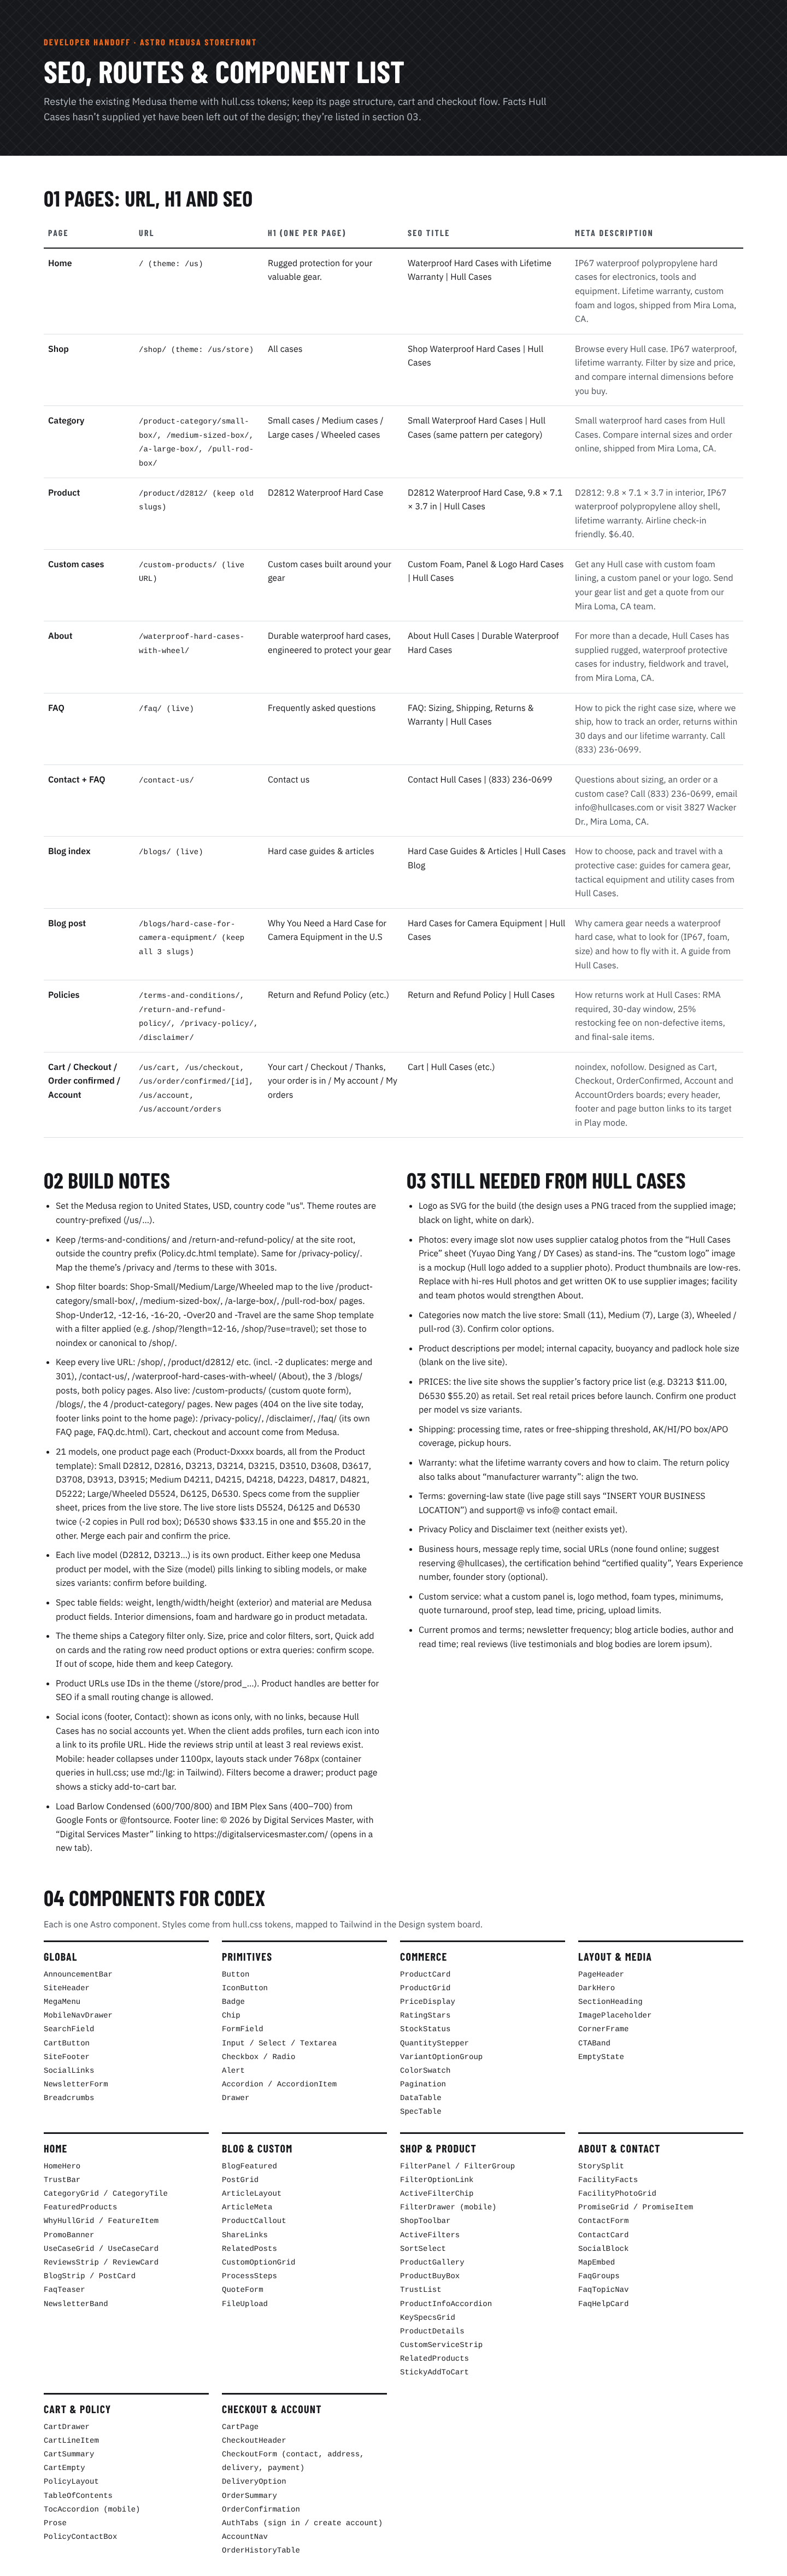 DEVELOPER HANDOFF · ASTRO MEDUSA STOREFRONT
SEO, ROUTES & COMPONENT LIST
Restyle the existing Medusa theme with hull.css tokens; keep its page structure, cart and checkout flow. Facts Hull
Cases hasn't supplied yet have been left out of the design; they're listed in section 03.
01 PAGES: URL, H1 AND SEO
PAGE URL H1 (ONE PER PAGE) SEO TITLE META DESCRIPTION
Home
/ (theme: /us)
Rugged protection for your
valuable gear.
Waterproof Hard Cases with Lifetime
Warranty | Hull Cases
IP67 waterproof polypropylene hard
cases for electronics, tools and
equipment. Lifetime warranty, custom
foam and logos, shipped from Mira Loma,
CA.
Shop
/shop/ (theme: /us/store)
All cases
Shop Waterproof Hard Cases | Hull
Cases
Browse every Hull case. IP67 waterproof,
lifetime warranty. Filter by size and price,
and compare internal dimensions before
you buy.
Category
/product-category/small-
box/, /medium-sized-box/,
/a-large-box/, /pull-rod-
box/
Small cases / Medium cases /
Large cases / Wheeled cases
Small Waterproof Hard Cases | Hull
Cases (same pattern per category)
Small waterproof hard cases from Hull
Cases. Compare internal sizes and order
online, shipped from Mira Loma, CA.
Product
/product/d2812/ (keep old
slugs)
D2812 Waterproof Hard Case
D2812 Waterproof Hard Case, 9.8 × 7.1
× 3.7 in | Hull Cases
D2812: 9.8 × 7.1 × 3.7 in interior, IP67
waterproof polypropylene alloy shell,
lifetime warranty. Airline check-in
friendly. $6.40.
Custom cases
/custom-products/ (live
URL)
Custom cases built around your
gear
Custom Foam, Panel & Logo Hard Cases
| Hull Cases
Get any Hull case with custom foam
lining, a custom panel or your logo. Send
your gear list and get a quote from our
Mira Loma, CA team.
About
/waterproof-hard-cases-
with-wheel/
Durable waterproof hard cases,
engineered to protect your gear
About Hull Cases | Durable Waterproof
Hard Cases
For more than a decade, Hull Cases has
supplied rugged, waterproof protective
cases for industry, fieldwork and travel,
from Mira Loma, CA.
FAQ
/faq/ (live)
Frequently asked questions
FAQ: Sizing, Shipping, Returns &
Warranty | Hull Cases
How to pick the right case size, where we
ship, how to track an order, returns within
30 days and our lifetime warranty. Call
(833) 236-0699.
Contact + FAQ
/contact-us/
Contact us
Contact Hull Cases | (833) 236-0699
Questions about sizing, an order or a
custom case? Call (833) 236-0699, email
info@hullcases.com or visit 3827 Wacker
Dr., Mira Loma, CA.
Blog index
/blogs/ (live)
Hard case guides & articles
Hard Case Guides & Articles | Hull Cases
Blog
How to choose, pack and travel with a
protective case: guides for camera gear,
tactical equipment and utility cases from
Hull Cases.
Blog post
/blogs/hard-case-for-
camera-equipment/ (keep
all 3 slugs)
Why You Need a Hard Case for
Camera Equipment in the U.S
Hard Cases for Camera Equipment | Hull
Cases
Why camera gear needs a waterproof
hard case, what to look for (IP67, foam,
size) and how to fly with it. A guide from
Hull Cases.
Policies
/terms-and-conditions/,
/return-and-refund-
policy/, /privacy-policy/,
/disclaimer/
Return and Refund Policy (etc.)
Return and Refund Policy | Hull Cases
How returns work at Hull Cases: RMA
required, 30-day window, 25%
restocking fee on non-defective items,
and final-sale items.
Cart / Checkout /
Order confirmed /
Account
/us/cart, /us/checkout,
/us/order/confirmed/[id],
/us/account,
/us/account/orders
Your cart / Checkout / Thanks,
your order is in / My account / My
orders
Cart | Hull Cases (etc.)
noindex, nofollow. Designed as Cart,
Checkout, OrderConfirmed, Account and
AccountOrders boards; every header,
footer and page button links to its target
in Play mode.
02 BUILD NOTES
• Set the Medusa region to United States, USD, country code "us". Theme routes are
country-prefixed (/us/...).
• Keep /terms-and-conditions/ and /return-and-refund-policy/ at the site root,
outside the country prefix (Policy.dc.html template). Same for /privacy-policy/.
Map the theme's /privacy and /terms to these with 301s.
• Shop filter boards: Shop-Small/Medium/Large/Wheeled map to the live /product-
category/small-box/, /medium-sized-box/, /a-large-box/, /pull-rod-box/ pages.
Shop-Under12, -12-16, -16-20, -Over20 and -Travel are the same Shop template
with a filter applied (e.g. /shop/?length=12-16, /shop/?use=travel); set those to
noindex or canonical to /shop/.
• Keep every live URL: /shop/, /product/d2812/ etc. (incl. -2 duplicates: merge and
301), /contact-us/, /waterproof-hard-cases-with-wheel/ (About), the 3 /blogs/
posts, both policy pages. Also live: /custom-products/ (custom quote form),
/blogs/, the 4 /product-category/ pages. New pages (404 on the live site today,
footer links point to the home page): /privacy-policy/, /disclaimer/, /faq/ (its own
FAQ page, FAQ.dc.html). Cart, checkout and account come from Medusa.
• 21 models, one product page each (Product-Dxxxx boards, all from the Product
template): Small D2812, D2816, D3213, D3214, D3215, D3510, D3608, D3617,
D3708, D3913, D3915; Medium D4211, D4215, D4218, D4223, D4817, D4821,
D5222; Large/Wheeled D5524, D6125, D6530. Specs come from the supplier
sheet, prices from the live store. The live store lists D5524, D6125 and D6530
twice (-2 copies in Pull rod box); D6530 shows $33.15 in one and $55.20 in the
other. Merge each pair and confirm the price.
• Each live model (D2812, D3213...) is its own product. Either keep one Medusa
product per model, with the Size (model) pills linking to sibling models, or make
sizes variants: confirm before building.
• Spec table fields: weight, length/width/height (exterior) and material are Medusa
product fields. Interior dimensions, foam and hardware go in product metadata.
• The theme ships a Category filter only. Size, price and color filters, sort, Quick add
on cards and the rating row need product options or extra queries: confirm scope.
If out of scope, hide them and keep Category.
• Product URLs use IDs in the theme (/store/prod_...). Product handles are better for
SEO if a small routing change is allowed.
• Social icons (footer, Contact): shown as icons only, with no links, because Hull
Cases has no social accounts yet. When the client adds profiles, turn each icon into
a link to its profile URL. Hide the reviews strip until at least 3 real reviews exist.
Mobile: header collapses under 1100px, layouts stack under 768px (container
queries in hull.css; use md:/lg: in Tailwind). Filters become a drawer; product page
shows a sticky add-to-cart bar.
• Load Barlow Condensed (600/700/800) and IBM Plex Sans (400–700) from
Google Fonts or @fontsource. Footer line: © 2026 by Digital Services Master, with
“Digital Services Master” linking to https://digitalservicesmaster.com/ (opens in a
new tab).
03 STILL NEEDED FROM HULL CASES
• Logo as SVG for the build (the design uses a PNG traced from the supplied image;
black on light, white on dark).
• Photos: every image slot now uses supplier catalog photos from the “Hull Cases
Price” sheet (Yuyao Ding Yang / DY Cases) as stand-ins. The “custom logo” image
is a mockup (Hull logo added to a supplier photo). Product thumbnails are low-res.
Replace with hi-res Hull photos and get written OK to use supplier images; facility
and team photos would strengthen About.
• Categories now match the live store: Small (11), Medium (7), Large (3), Wheeled /
pull-rod (3). Confirm color options.
• Product descriptions per model; internal capacity, buoyancy and padlock hole size
(blank on the live site).
• PRICES: the live site shows the supplier's factory price list (e.g. D3213 $11.00,
D6530 $55.20) as retail. Set real retail prices before launch. Confirm one product
per model vs size variants.
• Shipping: processing time, rates or free-shipping threshold, AK/HI/PO box/APO
coverage, pickup hours.
• Warranty: what the lifetime warranty covers and how to claim. The return policy
also talks about “manufacturer warranty”: align the two.
• Terms: governing-law state (live page still says “INSERT YOUR BUSINESS
LOCATION”) and support@ vs info@ contact email.
• Privacy Policy and Disclaimer text (neither exists yet).
• Business hours, message reply time, social URLs (none found online; suggest
reserving @hullcases), the certification behind “certified quality”, Years Experience
number, founder story (optional).
• Custom service: what a custom panel is, logo method, foam types, minimums,
quote turnaround, proof step, lead time, pricing, upload limits.
• Current promos and terms; newsletter frequency; blog article bodies, author and
read time; real reviews (live testimonials and blog bodies are lorem ipsum).
04 COMPONENTS FOR CODEX
Each is one Astro component. Styles come from hull.css tokens, mapped to Tailwind in the Design system board.
GLOBAL
AnnouncementBar
SiteHeader
MegaMenu
MobileNavDrawer
SearchField
CartButton
SiteFooter
SocialLinks
NewsletterForm
Breadcrumbs
PRIMITIVES
Button
IconButton
Badge
Chip
FormField
Input / Select / Textarea
Checkbox / Radio
Alert
Accordion / AccordionItem
Drawer
COMMERCE
ProductCard
ProductGrid
PriceDisplay
RatingStars
StockStatus
QuantityStepper
VariantOptionGroup
ColorSwatch
Pagination
DataTable
SpecTable
LAYOUT & MEDIA
PageHeader
DarkHero
SectionHeading
ImagePlaceholder
CornerFrame
CTABand
EmptyState
HOME
HomeHero
TrustBar
CategoryGrid / CategoryTile
FeaturedProducts
WhyHullGrid / FeatureItem
PromoBanner
UseCaseGrid / UseCaseCard
ReviewsStrip / ReviewCard
BlogStrip / PostCard
FaqTeaser
NewsletterBand
BLOG & CUSTOM
BlogFeatured
PostGrid
ArticleLayout
ArticleMeta
ProductCallout
ShareLinks
RelatedPosts
CustomOptionGrid
ProcessSteps
QuoteForm
FileUpload
SHOP & PRODUCT
FilterPanel / FilterGroup
FilterOptionLink
ActiveFilterChip
FilterDrawer (mobile)
ShopToolbar
ActiveFilters
SortSelect
ProductGallery
ProductBuyBox
TrustList
ProductInfoAccordion
KeySpecsGrid
ProductDetails
CustomServiceStrip
RelatedProducts
StickyAddToCart
ABOUT & CONTACT
StorySplit
FacilityFacts
FacilityPhotoGrid
PromiseGrid / PromiseItem
ContactForm
ContactCard
SocialBlock
MapEmbed
FaqGroups
FaqTopicNav
FaqHelpCard
CART & POLICY
CartDrawer
CartLineItem
CartSummary
CartEmpty
PolicyLayout
TableOfContents
TocAccordion (mobile)
Prose
PolicyContactBox
CHECKOUT & ACCOUNT
CartPage
CheckoutHeader
CheckoutForm (contact, address,
delivery, payment)
DeliveryOption
OrderSummary
OrderConfirmation
AuthTabs (sign in / create account)
AccountNav
OrderHistoryTable